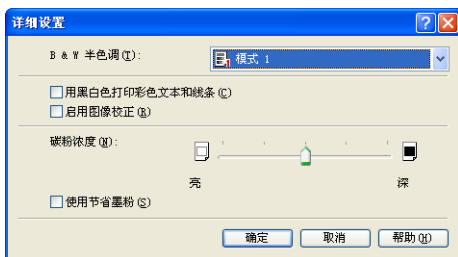 详细设置
B & W 半色调(T):
模式 1
用黑白色打印彩色文本和线条(C)
启用图像校正(R)
碳粉浓度(N):
亮 深
使用节省墨粉(S)
确定 取消 帮助(H)